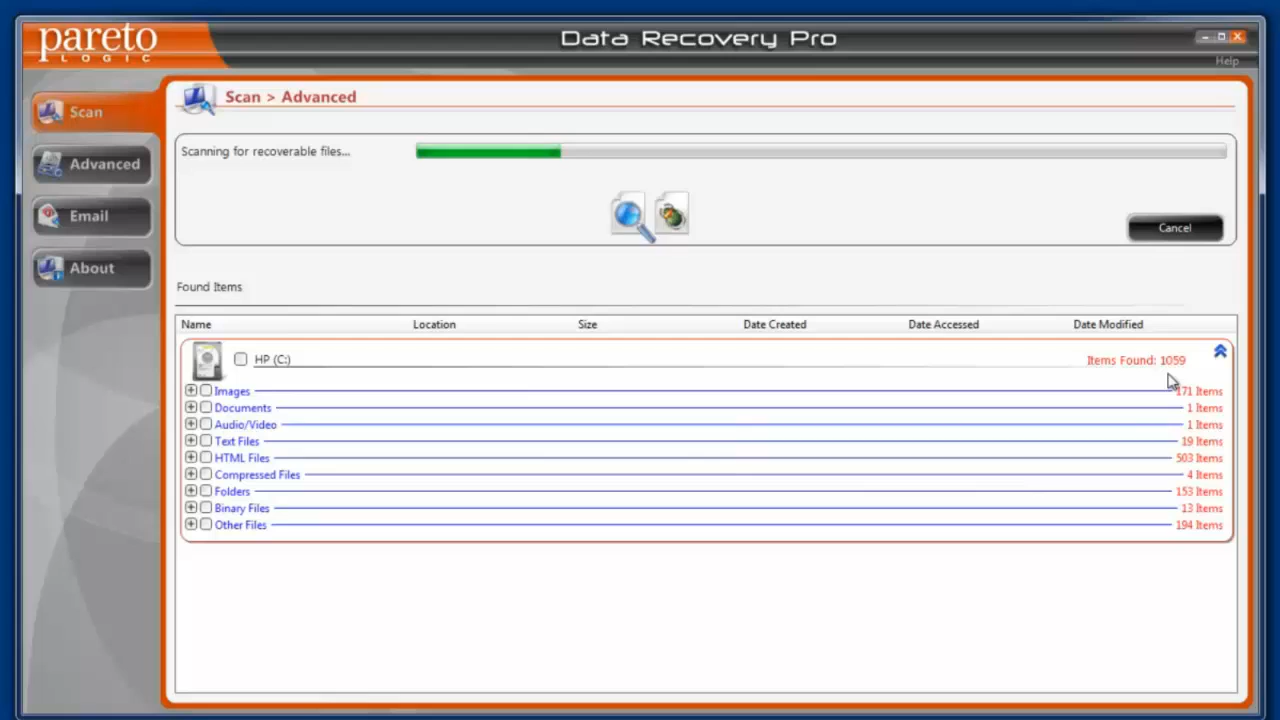 pareto
LOGIC
Data Recovery Pro
Help
Scan
Advanced
Email
About
Scan > Advanced
Scanning for recoverable files...
Cancel
Found Items
Name Location Size Date Created Date Accessed Date Modified
HP (C:) Items Found: 1059
Images 171 Items
Documents 1 Items
Audio/Video 1 Items
Text Files 19 Items
HTML Files 503 Items
Compressed Files 4 Items
Folders 153 Items
Binary Files 13 Items
Other Files 194 Items